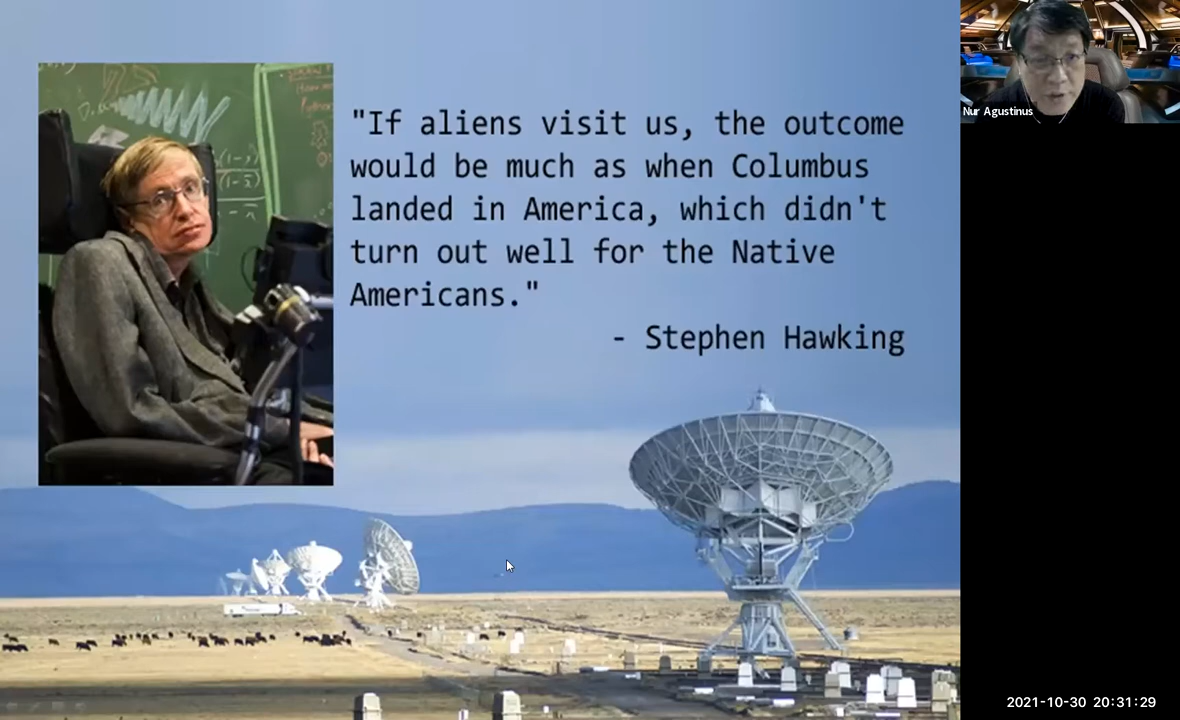 "If aliens visit us, the outcome
would be much as when Columbus
landed in America, which didn't
turn out well for the Native
Americans."
- Stephen Hawking
Nur Agustinus
2021-10-30 20:31:29